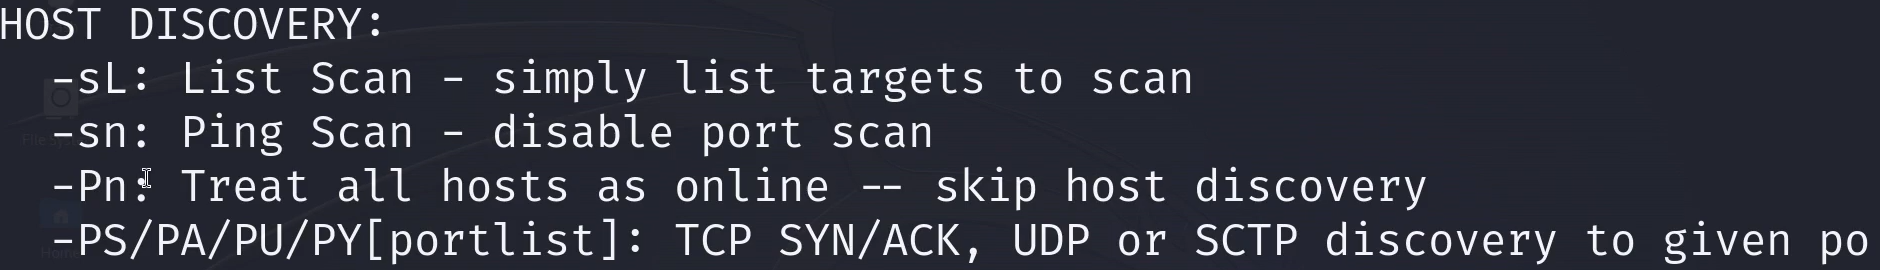 HOST DISCOVERY:
-sL: List Scan - simply list targets to scan
-sn: Ping Scan - disable port scan
-Pn: Treat all hosts as online -- skip host discovery
-PS/PA/PU/PY[portlist]: TCP SYN/ACK, UDP or SCTP discovery to given po
Home